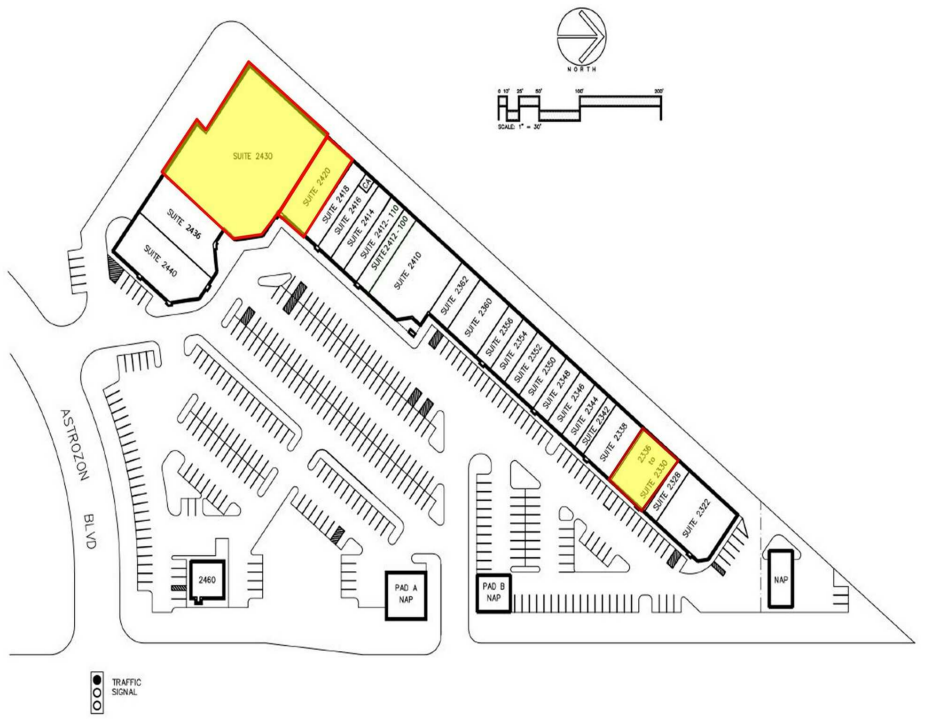 NORTH
0 10' 25' 50' 100' 200'
SCALE: 1" = 30'
SUITE 2430
SUITE 2420
SUITE 2418
CA
SUITE 2416
SUITE 2414
SUITE 2412-110
SUITE 2412-100
SUITE 2410
SUITE 2436
SUITE 2440
SUITE 2362
SUITE 2360
SUITE 2356
SUITE 2354
SUITE 2352
SUITE 2350
SUITE 2348
SUITE 2346
SUITE 2344
SUITE 2342
SUITE 2338
2336
to
SUITE 2330
SUITE 2328
SUITE 2322
ASTROZON
BLVD
2460
PAD A
NAP
PAD B
NAP
NAP
TRAFFIC
SIGNAL